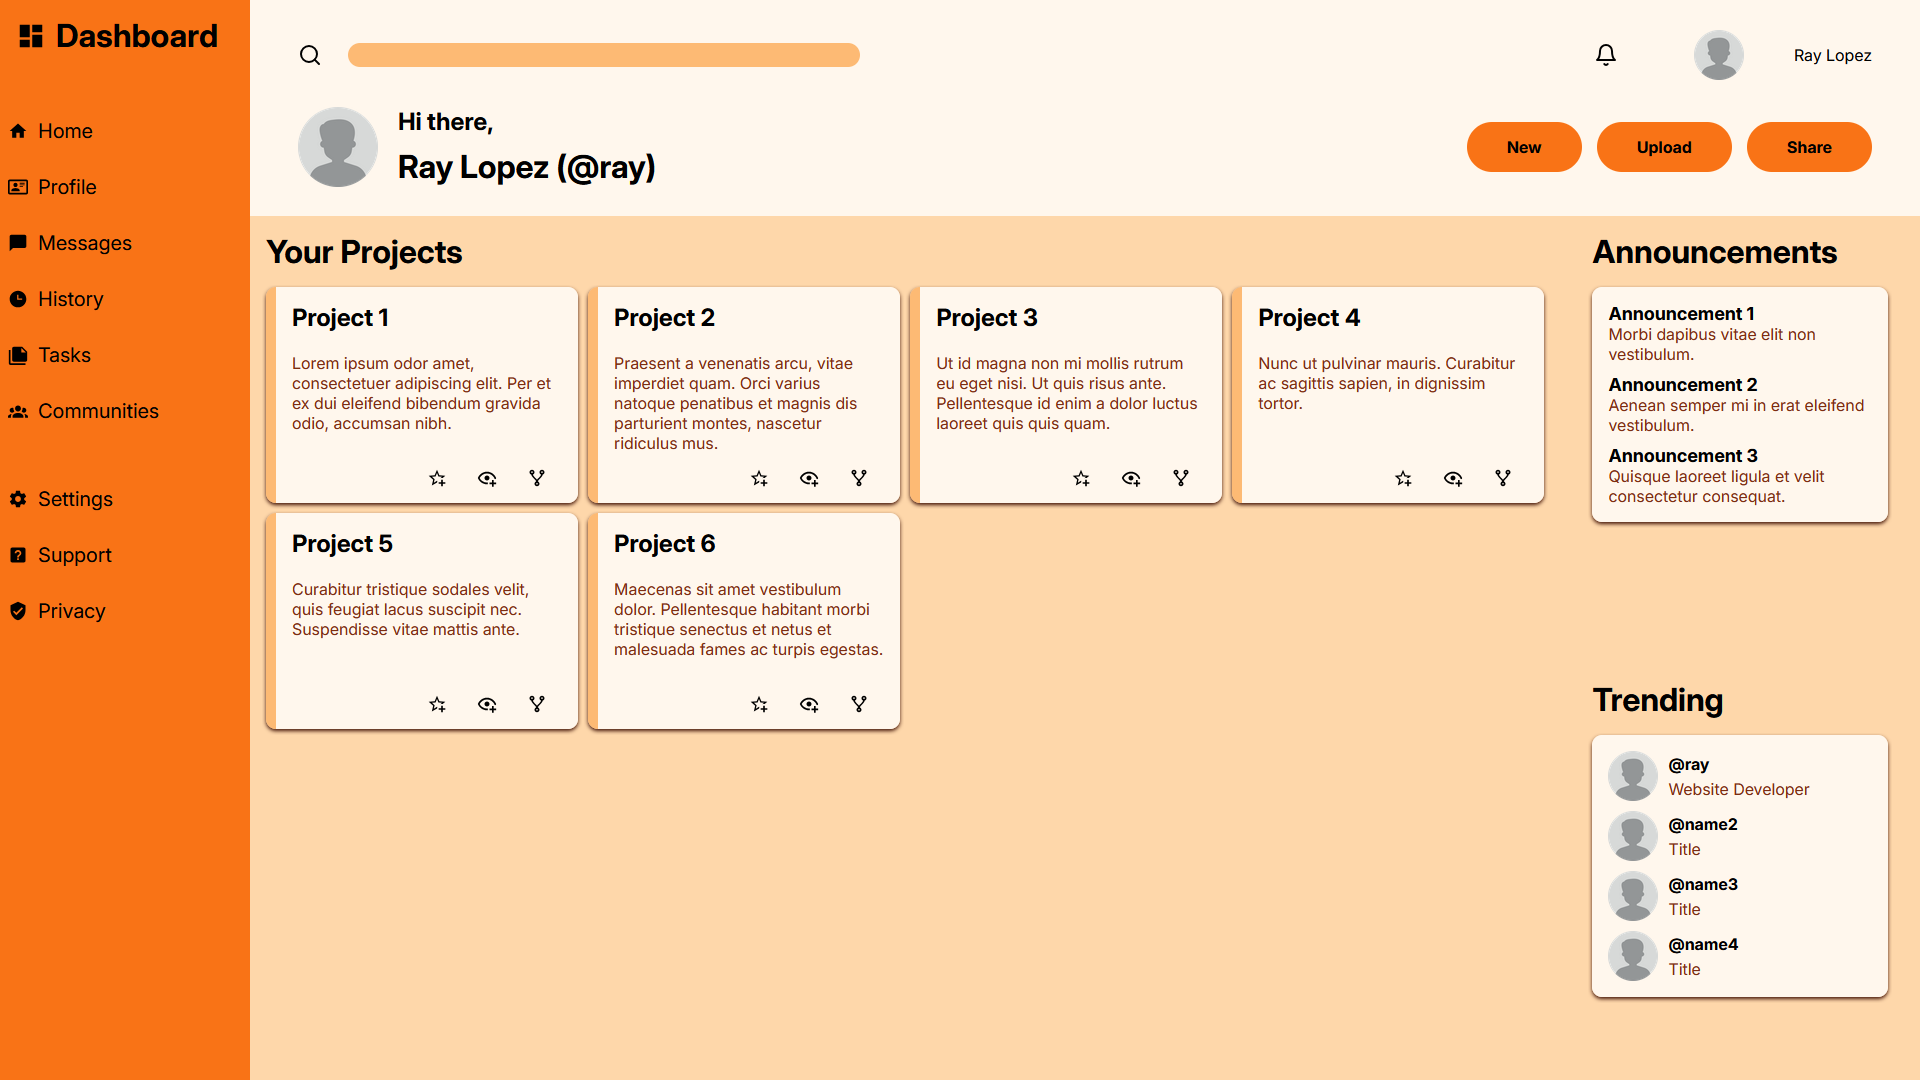 Dashboard
Home
Profile
Messages
History
Tasks
Communities
Settings
Support
Privacy
Ray Lopez
Hi there,
Ray Lopez (@ray)
New
Upload
Share
Your Projects
Project 1
Lorem ipsum odor amet,
consectetuer adipiscing elit. Per et
ex dui eleifend bibendum gravida
odio, accumsan nibh.
Project 2
Praesent a venenatis arcu, vitae
imperdiet quam. Orci varius
natoque penatibus et magnis dis
parturient montes, nascetur
ridiculus mus.
Project 3
Ut id magna non mi mollis rutrum
eu eget nisi. Ut quis risus ante.
Pellentesque id enim a dolor luctus
laoreet quis quis quam.
Project 4
Nunc ut pulvinar mauris. Curabitur
ac sagittis sapien, in dignissim
tortor.
Project 5
Curabitur tristique sodales velit,
quis feugiat lacus suscipit nec.
Suspendisse vitae mattis ante.
Project 6
Maecenas sit amet vestibulum
dolor. Pellentesque habitant morbi
tristique senectus et netus et
malesuada fames ac turpis egestas.
Announcements
Announcement 1
Morbi dapibus vitae elit non
vestibulum.
Announcement 2
Aenean semper mi in erat eleifend
vestibulum.
Announcement 3
Quisque laoreet ligula et velit
consectetur consequat.
Trending
@ray
Website Developer
@name2
Title
@name3
Title
@name4
Title